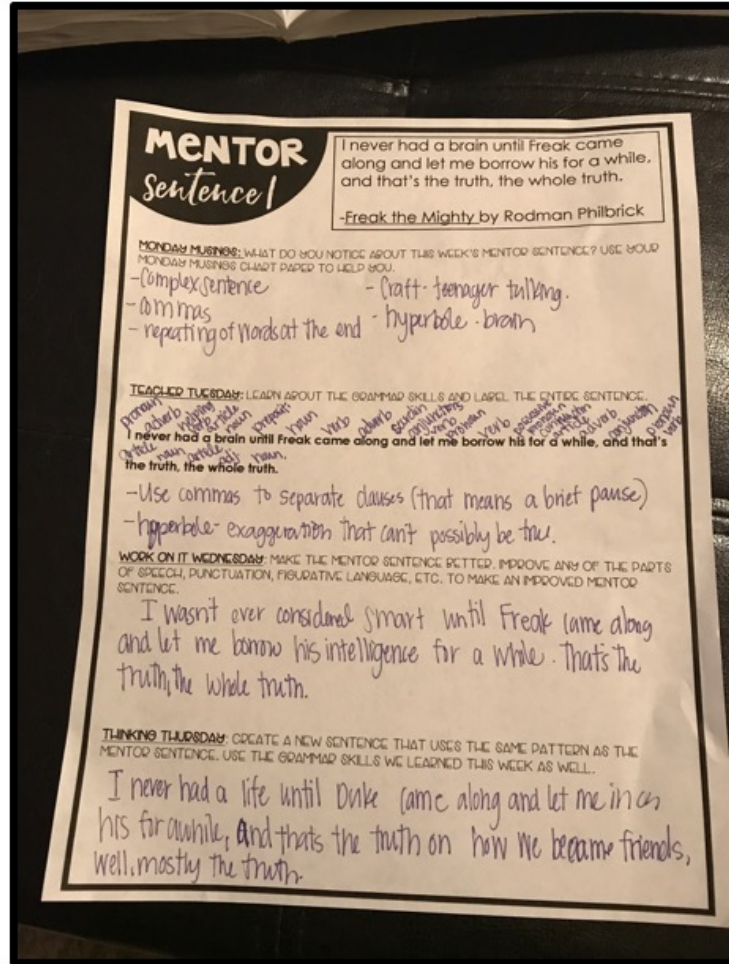 MENTOR
Sentence 1
I never had a brain until Freak came
along and let me borrow his for a while,
and that's the truth, the whole truth.
-Freak the Mighty by Rodman Philbrick
MONDAY MUSINGS: WHAT DO YOU NOTICE ABOUT THIS WEEK'S MENTOR SENTENCE? USE YOUR
MONDAY MUSINGS CHART PAPER TO HELP YOU.
-Complex sentence
-commas
- repeating of words at the end
- Craft - teenager talking.
- hyperbole - brain
TEACHER TUESDAY: LEARN ABOUT THE GRAMMAR SKILLS AND LABEL THE ENTIRE SENTENCE.
pronoun adverb helping verb article noun noun verb adverb conjunction verb pronoun verb possessive pronoun article adverb conjunction pronoun verb
I never had a brain until Freak came along and let me borrow his for a while, and that's
article noun article adj noun
the truth, the whole truth.
-Use commas to separate clauses (that means a brief pause)
-hyperbole- exaggeration that can't possibly be true.
WORK ON IT WEDNESDAY: MAKE THE MENTOR SENTENCE BETTER. IMPROVE ANY OF THE PARTS
OF SPEECH, PUNCTUATION, FIGURATIVE LANGUAGE, ETC. TO MAKE AN IMPROVED MENTOR
SENTENCE.
I wasn't ever considered smart until Freak came along
and let me borrow his intelligence for a while. That's the
truth, the whole truth.
THINKING THURSDAY: CREATE A NEW SENTENCE THAT USES THE SAME PATTERN AS THE
MENTOR SENTENCE. USE THE GRAMMAR SKILLS WE LEARNED THIS WEEK AS WELL.
I never had a life until Duke came along and let me in on
his for awhile, and thats the truth on how we became friends,
well, mostly the truth.